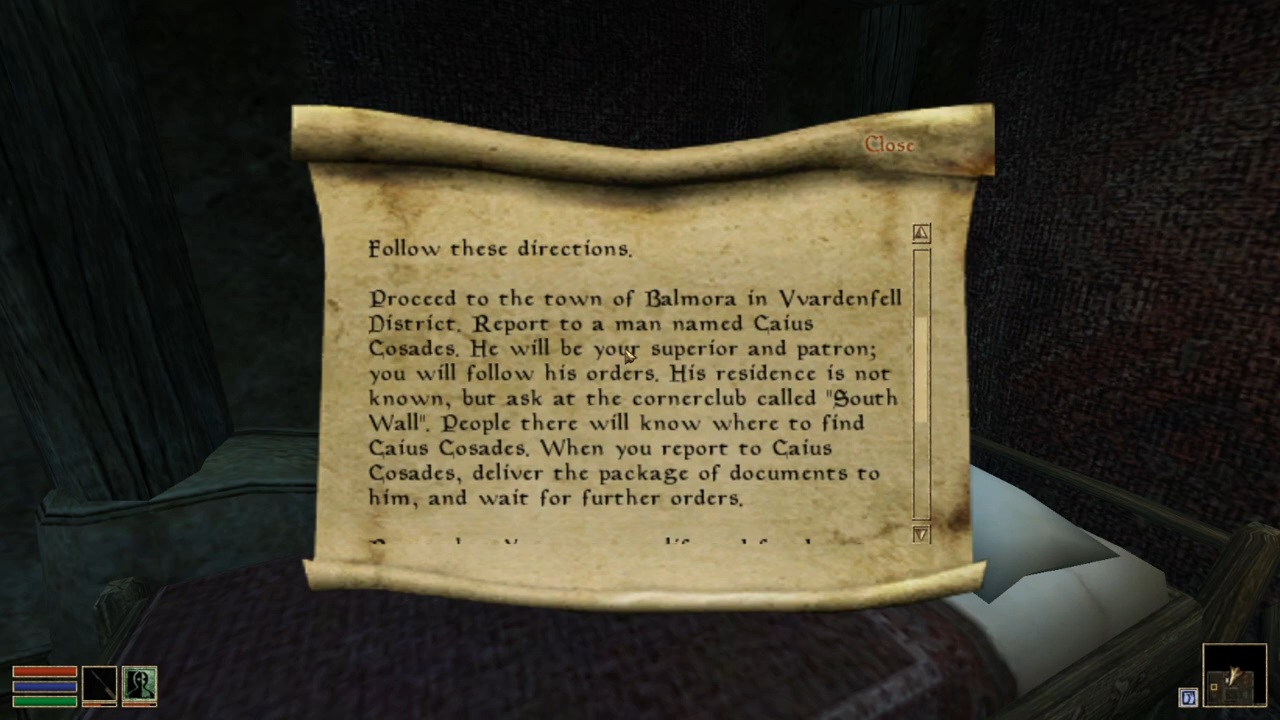 Close
Follow these directions.
Proceed to the town of Balmora in Vvardenfell
District. Report to a man named Caius
Cosades. He will be your superior and patron;
you will follow his orders. His residence is not
known, but ask at the cornerclub called "South
Wall". People there will know where to find
Caius Cosades. When you report to Caius
Cosades, deliver the package of documents to
him, and wait for further orders.